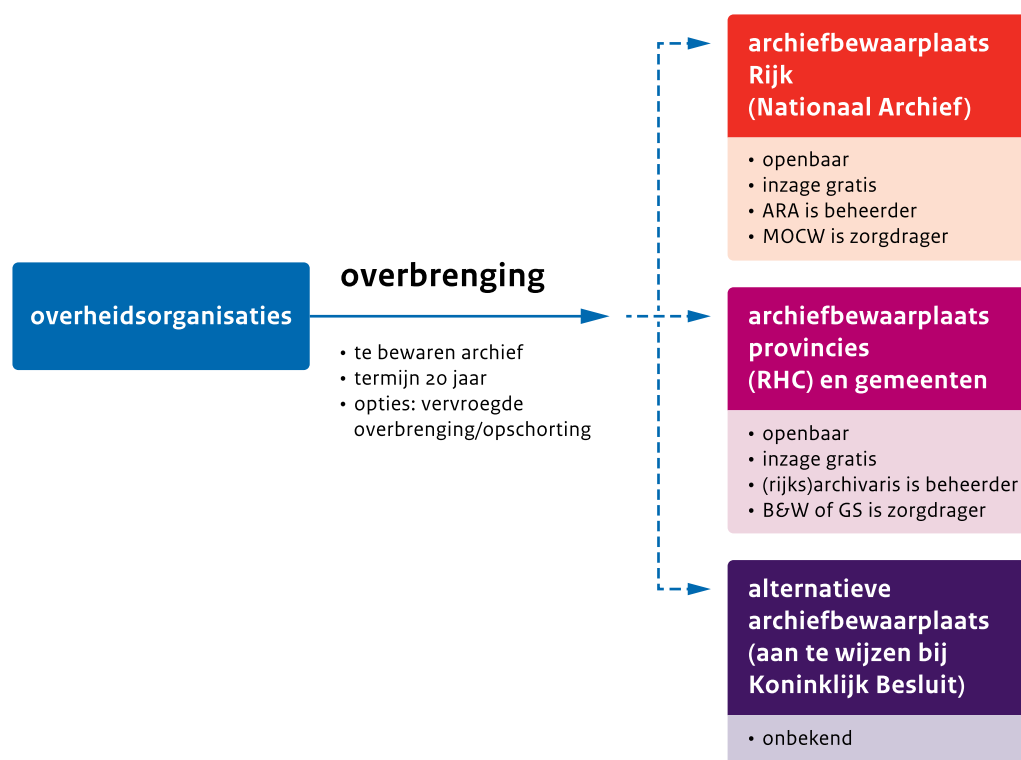 overheidsorganisaties
overbrenging
• te bewaren archief
• termijn 20 jaar
• opties: vervroegde
overbrenging/opschorting
archiefbewaarplaats
Rijk
(Nationaal Archief)
• openbaar
• inzage gratis
• ARA is beheerder
• MOCW is zorgdrager
archiefbewaarplaats
provincies
(RHC) en gemeenten
• openbaar
• inzage gratis
• (rijks)archivaris is beheerder
• B&W of GS is zorgdrager
alternatieve
archiefbewaarplaats
(aan te wijzen bij
Koninklijk Besluit)
• onbekend